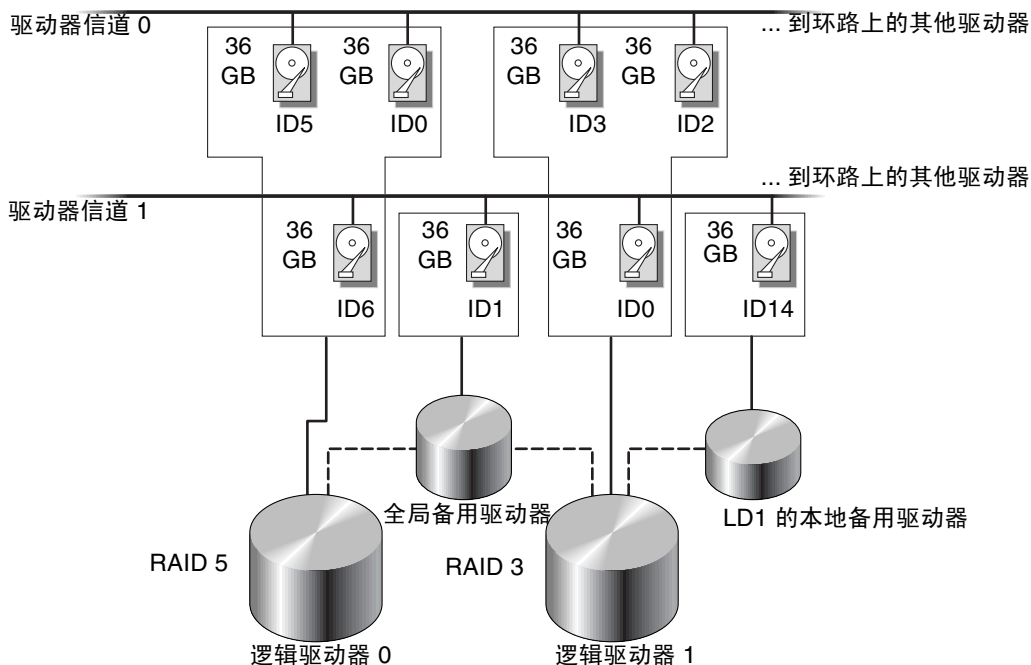 驱动器信道 0
... 到环路上的其他驱动器
36
GB
36
GB
36
GB
36
GB
ID5
ID0
ID3
ID2
... 到环路上的其他驱动器
驱动器信道 1
36
GB
36
GB
36
GB
36
GB
ID6
ID1
ID0
ID14
全局备用驱动器
LD1 的本地备用驱动器
RAID 5
RAID 3
逻辑驱动器 0
逻辑驱动器 1